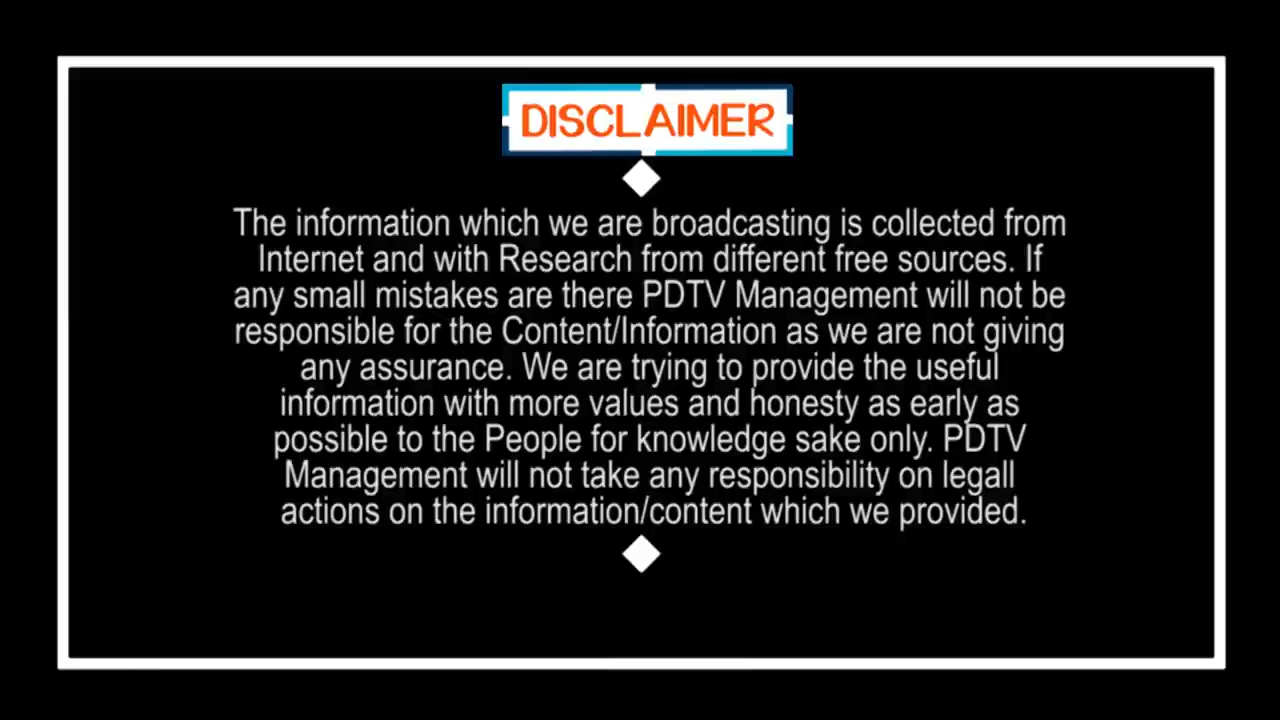 DISCLAIMER
The information which we are broadcasting is collected from
Internet and with Research from different free sources. If
any small mistakes are there PDTV Management will not be
responsible for the Content/Information as we are not giving
any assurance. We are trying to provide the useful
information with more values and honesty as early as
possible to the People for knowledge sake only. PDTV
Management will not take any responsibility on legall
actions on the information/content which we provided.